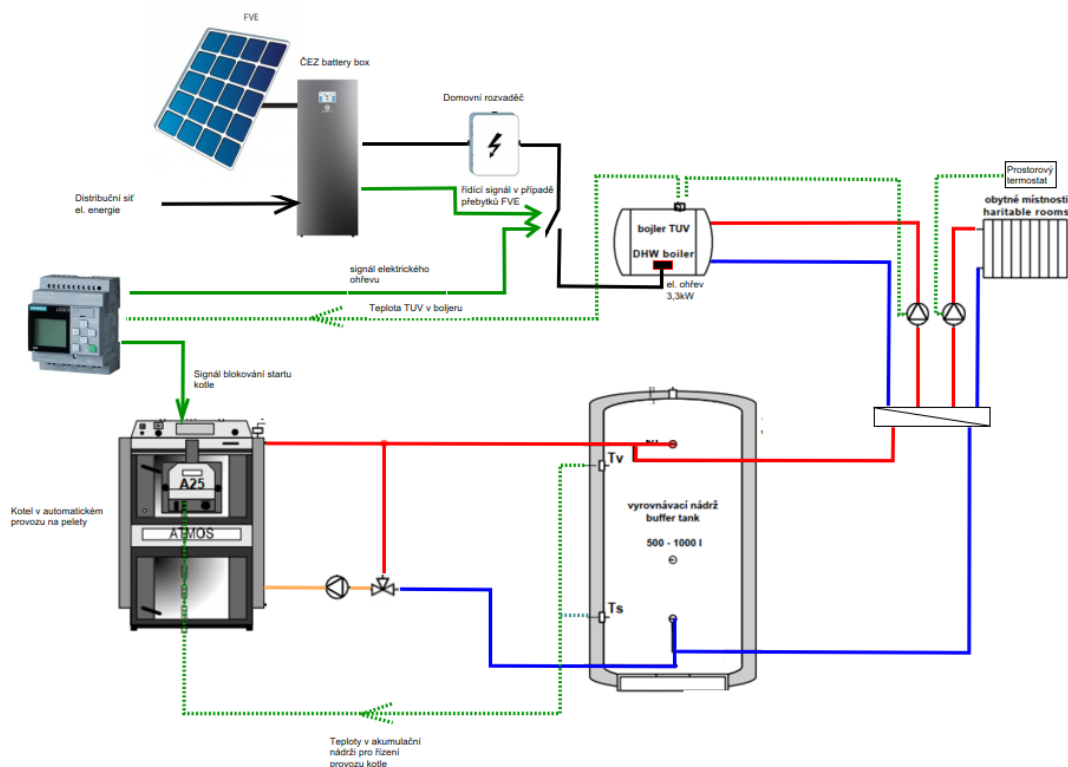 FVE
ČEZ battery box
Domovní rozvaděč
Prostorový
termostat
Distribuční siť
el. energie
řídící signál v případě
přebytků FVE
obytné místnosti
haritable rooms
bojler TUV
DHW boiler
el. ohřev
3,3kW
signál elektrického
ohřevu
Teplota TUV v boljeru
SIEMENS
Signál blokování startu
kotle
Tv
A25
Kotel v automatickém
provozu na pelety
ATMOS
vyrovnávací nádrž
buffer tank
500 - 1000 l
Ts
Teploty v akumulační
nádrži pro řízení
provozu kotle